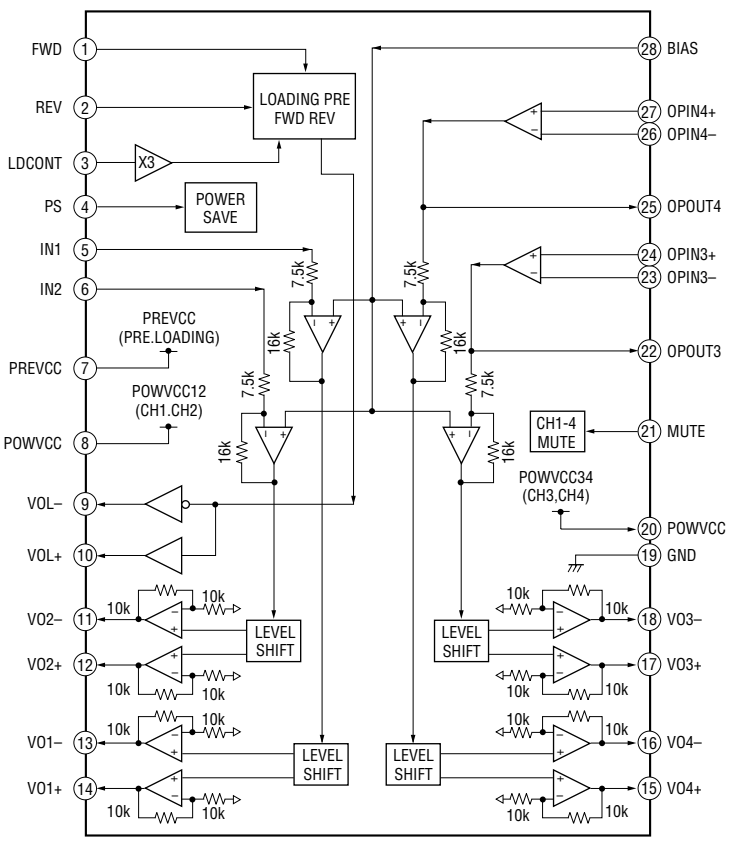 FWD 1
REV 2
LDCONT 3
PS 4
IN1 5
IN2 6
PREVCC 7
POWVCC 8
VOL− 9
VOL+ 10
VO2− 11
VO2+ 12
VO1− 13
VO1+ 14
28 BIAS
27 OPIN4+
26 OPIN4−
25 OPOUT4
24 OPIN3+
23 OPIN3−
22 OPOUT3
21 MUTE
20 POWVCC
19 GND
18 VO3−
17 VO3+
16 VO4−
15 VO4+
LOADING PRE
FWD REV
X3
POWER
SAVE
PREVCC
(PRE.LOADING)
POWVCC12
(CH1.CH2)
7.5k
16k
− +
7.5k
16k
+ −
7.5k
16k
− +
7.5k
16k
+ −
+
−
+
−
CH1-4
MUTE
POWVCC34
(CH3,CH4)
10k
10k
−
+
LEVEL
SHIFT
+
−
10k
10k
10k
10k
−
+
LEVEL
SHIFT
+
−
10k
10k
10k
10k
−
+
LEVEL
SHIFT
+
−
10k
10k
10k
10k
−
+
LEVEL
SHIFT
+
−
10k
10k